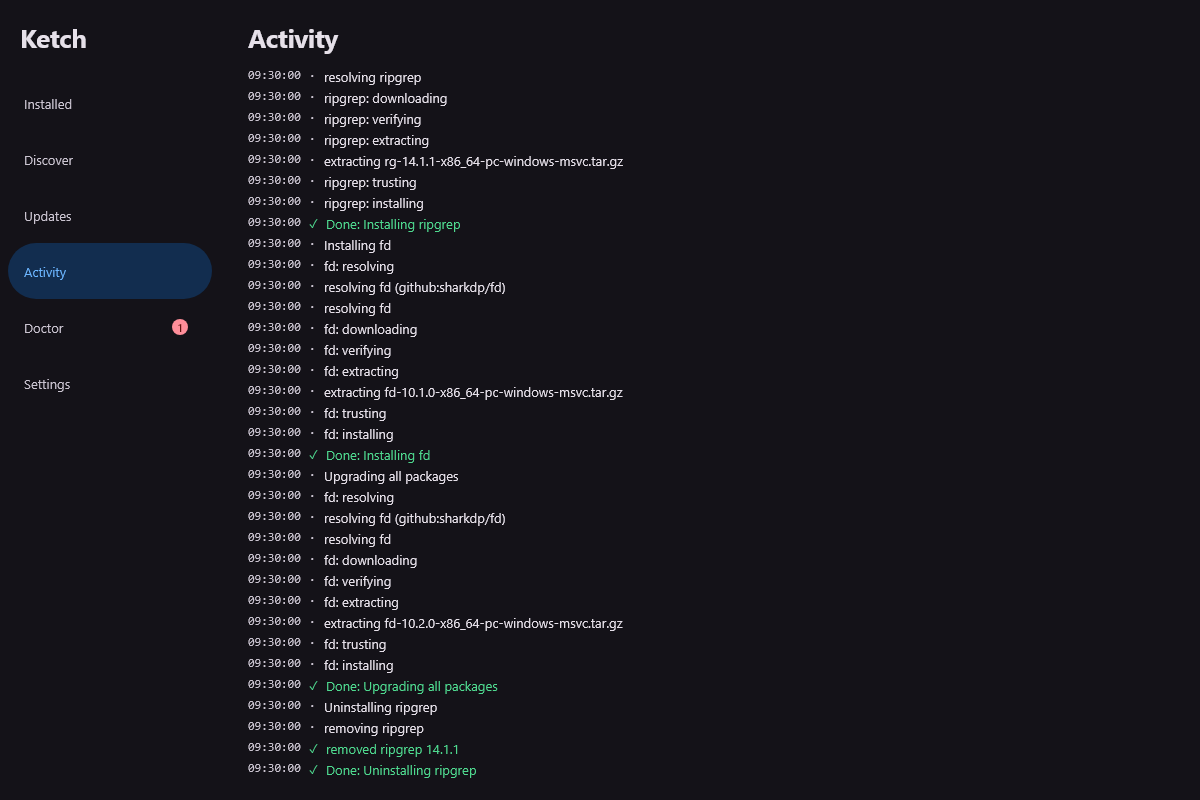 Ketch
Installed
Discover
Updates
Activity
Doctor 1
Settings
Activity
09:30:00 · resolving ripgrep
09:30:00 · ripgrep: downloading
09:30:00 · ripgrep: verifying
09:30:00 · ripgrep: extracting
09:30:00 · extracting rg-14.1.1-x86_64-pc-windows-msvc.tar.gz
09:30:00 · ripgrep: trusting
09:30:00 · ripgrep: installing
09:30:00 ✓ Done: Installing ripgrep
09:30:00 · Installing fd
09:30:00 · fd: resolving
09:30:00 · resolving fd (github:sharkdp/fd)
09:30:00 · resolving fd
09:30:00 · fd: downloading
09:30:00 · fd: verifying
09:30:00 · fd: extracting
09:30:00 · extracting fd-10.1.0-x86_64-pc-windows-msvc.tar.gz
09:30:00 · fd: trusting
09:30:00 · fd: installing
09:30:00 ✓ Done: Installing fd
09:30:00 · Upgrading all packages
09:30:00 · fd: resolving
09:30:00 · resolving fd (github:sharkdp/fd)
09:30:00 · resolving fd
09:30:00 · fd: downloading
09:30:00 · fd: verifying
09:30:00 · fd: extracting
09:30:00 · extracting fd-10.2.0-x86_64-pc-windows-msvc.tar.gz
09:30:00 · fd: trusting
09:30:00 · fd: installing
09:30:00 ✓ Done: Upgrading all packages
09:30:00 · Uninstalling ripgrep
09:30:00 · removing ripgrep
09:30:00 ✓ removed ripgrep 14.1.1
09:30:00 ✓ Done: Uninstalling ripgrep